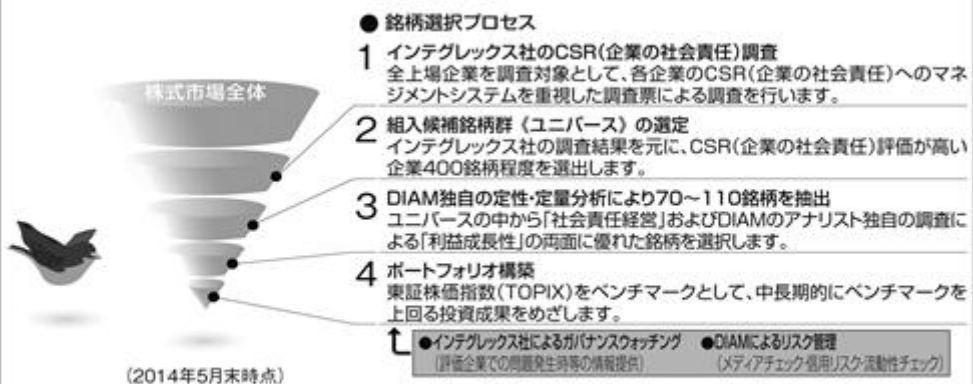 ● 銘柄選択プロセス
株式市場全体
1 インテグレックス社のCSR(企業の社会責任)調査
全上場企業を調査対象として、各企業のCSR(企業の社会責任)へのマネ
ジメントシステムを重視した調査票による調査を行います。
2 組入候補銘柄群《ユニバース》の選定
インテグレックス社の調査結果を元に、CSR(企業の社会責任)評価が高い
企業400銘柄程度を選出します。
3 DIAM独自の定性・定量分析により70～110銘柄を抽出
ユニバースの中から「社会責任経営」およびDIAMのアナリスト独自の調査に
よる「利益成長性」の両面に優れた銘柄を選択します。
4 ポートフォリオ構築
東証株価指数(TOPIX)をベンチマークとして、中長期的にベンチマークを
上回る投資成果をめざします。
●インテグレックス社によるガバナンスウォッチング ●DIAMによるリスク管理
(評価企業での問題発生時等の情報提供) (メディアチェック・信用リスク・流動性チェック)
(2014年5月末時点)